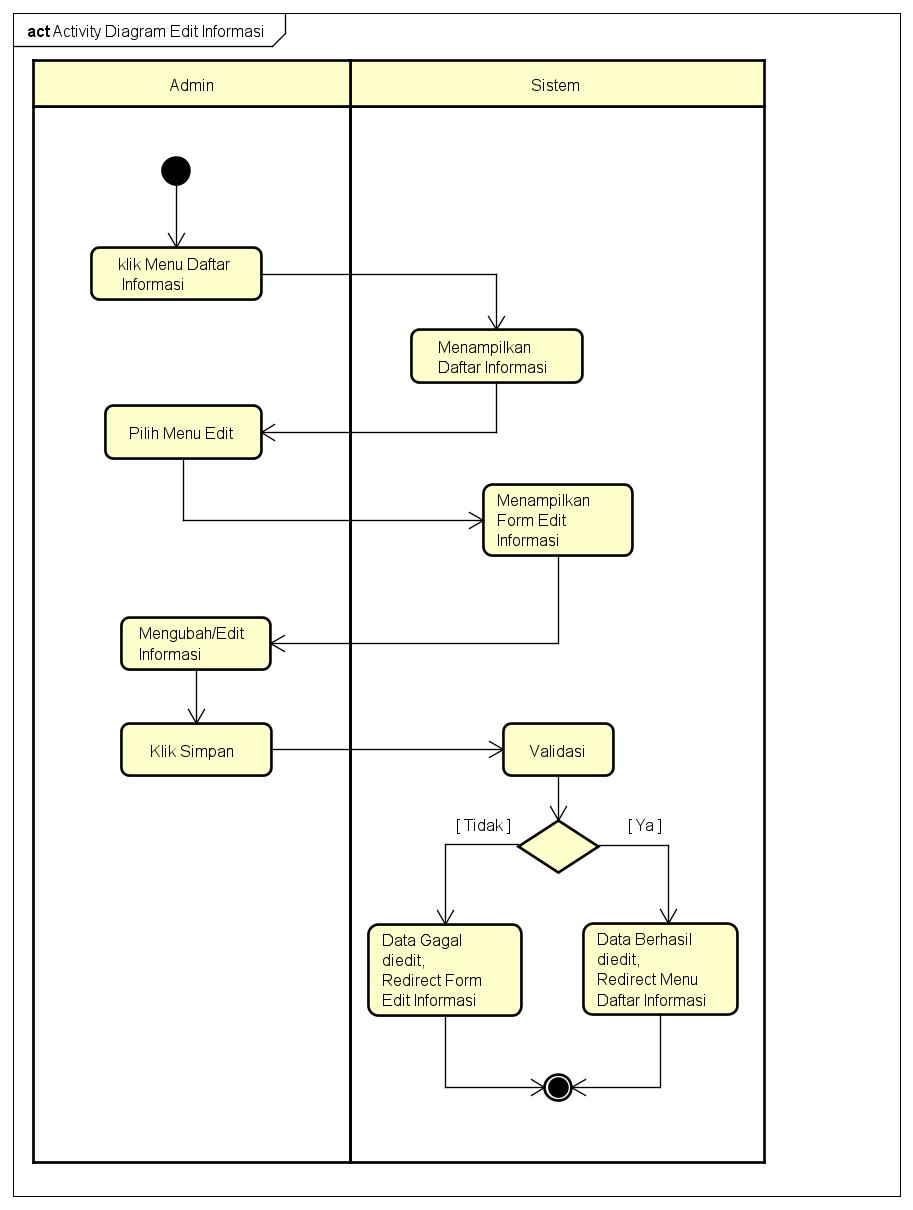 act Activity Diagram Edit Informasi
Admin
Sistem
klik Menu Daftar
Informasi
Menampilkan
Daftar Informasi
Pilih Menu Edit
Menampilkan
Form Edit
Informasi
Mengubah/Edit
Informasi
Klik Simpan
Validasi
[ Tidak ]
[ Ya ]
Data Gagal
diedit,
Redirect Form
Edit Informasi
Data Berhasil
diedit,
Redirect Menu
Daftar Informasi